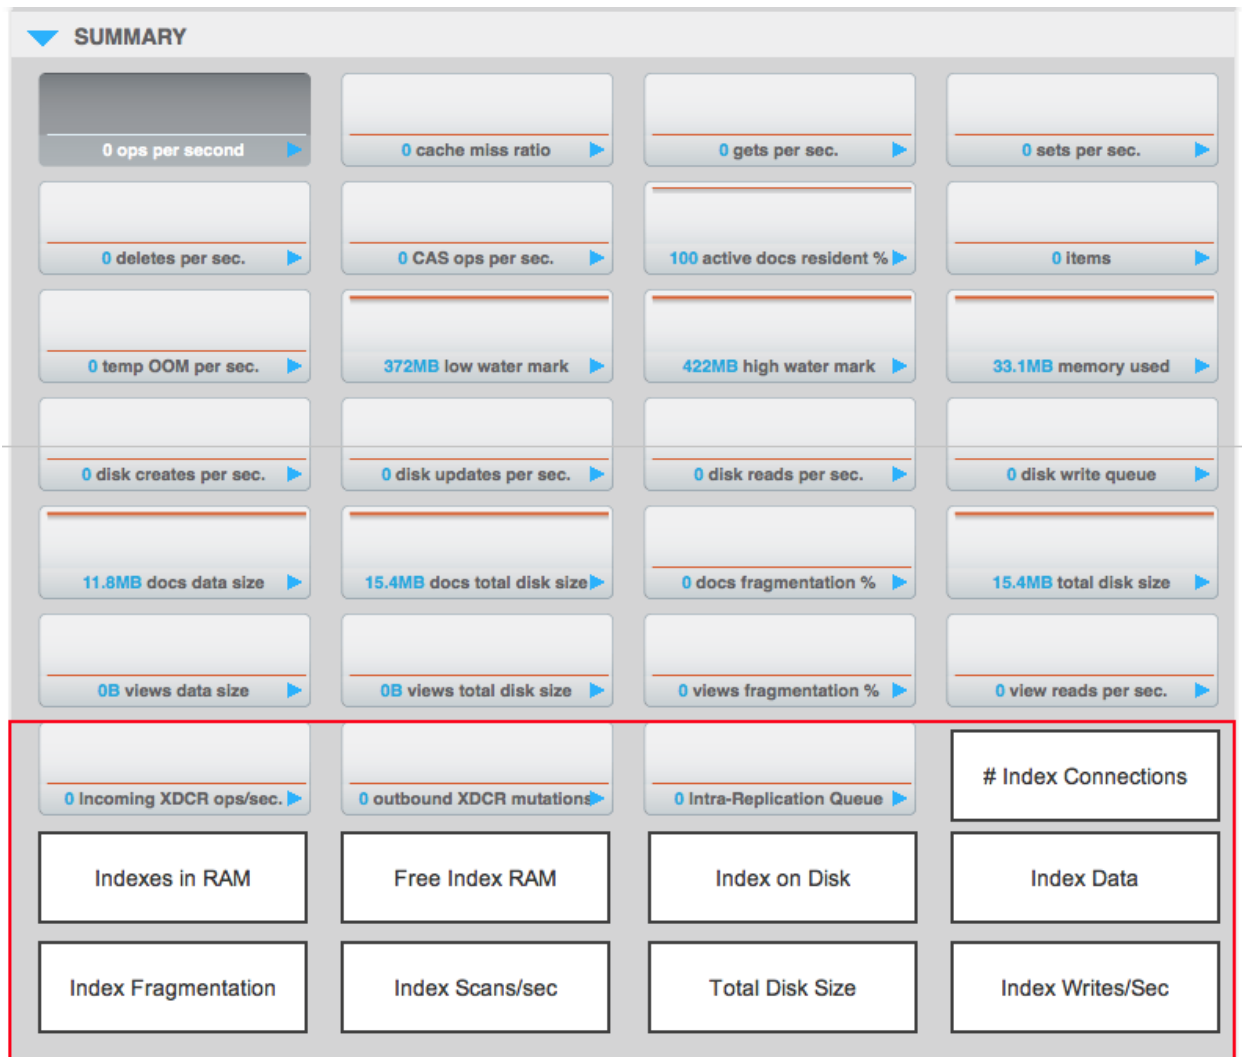 SUMMARY
0 ops per second
0 cache miss ratio
0 gets per sec.
0 sets per sec.
0 deletes per sec.
0 CAS ops per sec.
100 active docs resident %
0 items
0 temp OOM per sec.
372MB low water mark
422MB high water mark
33.1MB memory used
0 disk creates per sec.
0 disk updates per sec.
0 disk reads per sec.
0 disk write queue
11.8MB docs data size
15.4MB docs total disk size
0 docs fragmentation %
15.4MB total disk size
0B views data size
0B views total disk size
0 views fragmentation %
0 view reads per sec.
0 Incoming XDCR ops/sec.
0 outbound XDCR mutations
0 Intra-Replication Queue
# Index Connections
Indexes in RAM
Free Index RAM
Index on Disk
Index Data
Index Fragmentation
Index Scans/sec
Total Disk Size
Index Writes/Sec